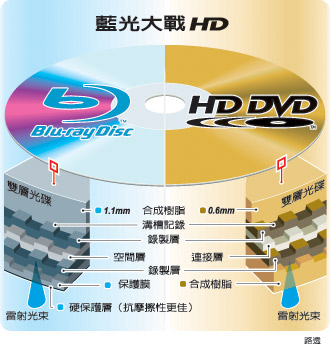 藍光大戰HD
Blu-ray Disc
HD DVD
雙層光碟
雙層光碟
1.1mm 合成樹脂 0.6mm
溝槽記錄
錄製層
空間層 連接層
錄製層
保護膜 合成樹脂
硬保護層（抗摩擦性更佳）
雷射光束
雷射光束
路透